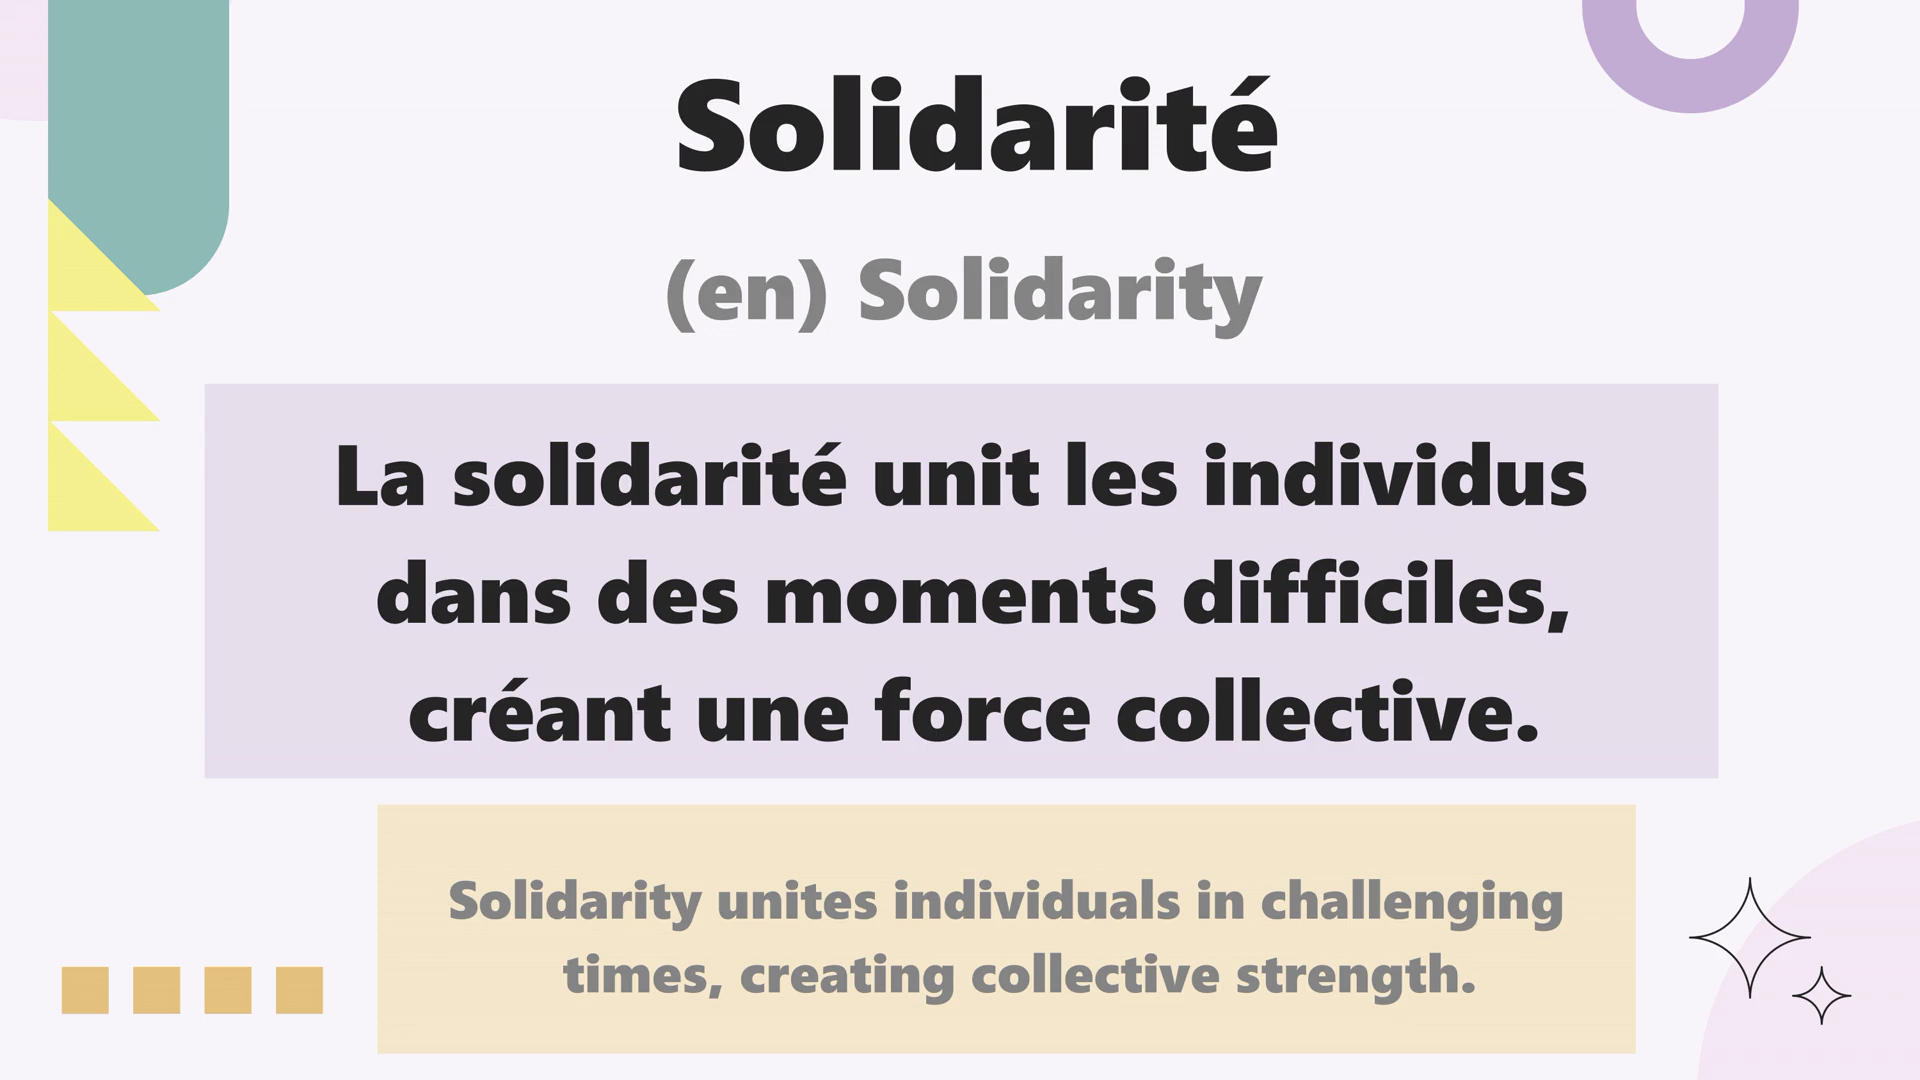 Solidarité
(en) Solidarity
La solidarité unit les individus
dans des moments difficiles,
créant une force collective.
Solidarity unites individuals in challenging
times, creating collective strength.